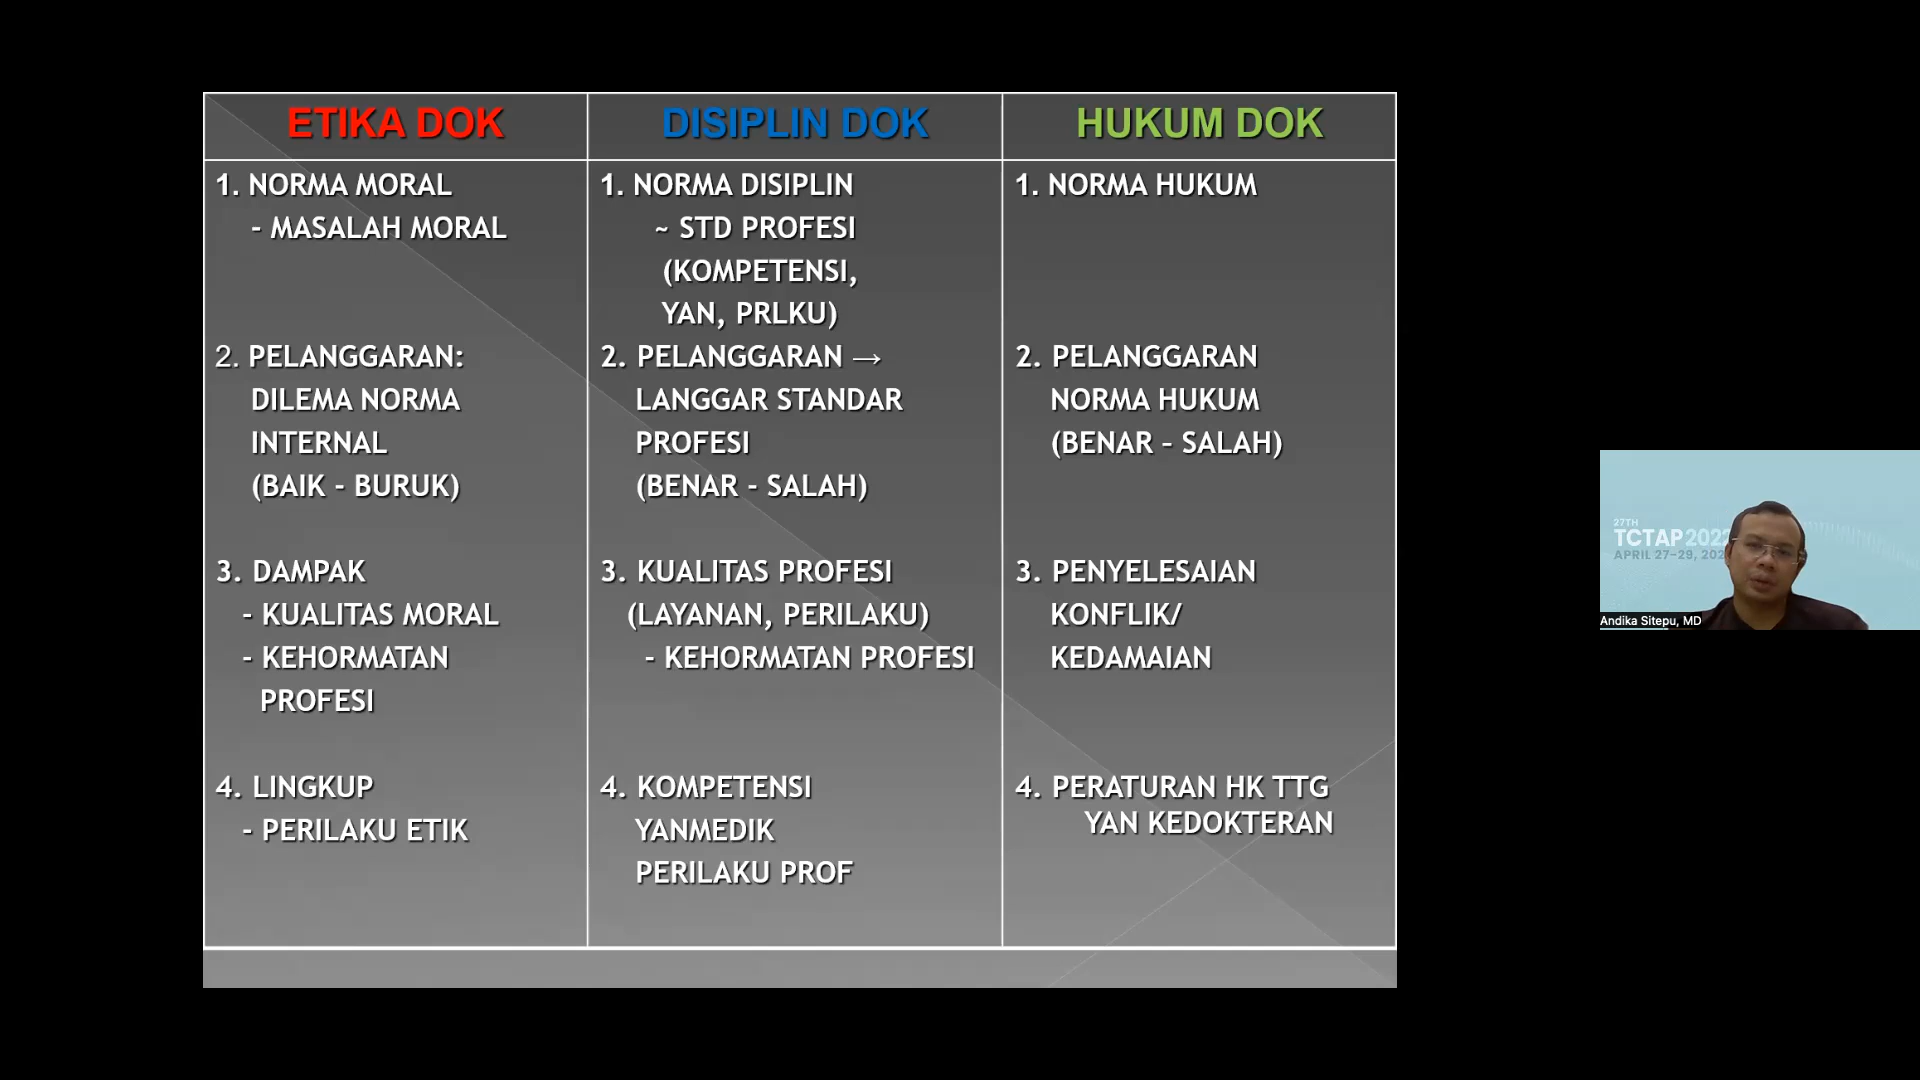 ETIKA DOK
1. NORMA MORAL
- MASALAH MORAL
2. PELANGGARAN:
DILEMA NORMA
INTERNAL
(BAIK - BURUK)
3. DAMPAK
- KUALITAS MORAL
- KEHORMATAN
PROFESI
4. LINGKUP
- PERILAKU ETIK
DISIPLIN DOK
1. NORMA DISIPLIN
~ STD PROFESI
(KOMPETENSI,
YAN, PRLKU)
2. PELANGGARAN →
LANGGAR STANDAR
PROFESI
(BENAR - SALAH)
3. KUALITAS PROFESI
(LAYANAN, PERILAKU)
- KEHORMATAN PROFESI
4. KOMPETENSI
YANMEDIK
PERILAKU PROF
HUKUM DOK
1. NORMA HUKUM
2. PELANGGARAN
NORMA HUKUM
(BENAR - SALAH)
3. PENYELESAIAN
KONFLIK/
KEDAMAIAN
4. PERATURAN HK TTG
YAN KEDOKTERAN
27TH
TCTAP 2022
APRIL 27-29,
Andika Sitepu, MD